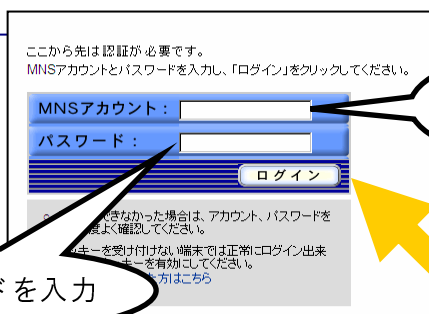 ここから先は認証が必要です。
MNSアカウントとパスワードを入力し、「ログイン」をクリックしてください。
MNSアカウント：
パスワード：
ログイン
できなかった場合は、アカウント、パスワードを
度よく確認してください。
キーを受け付けない端末では正常にログイン出来
キーを有効にしてください。
方はこちら
ドを入力